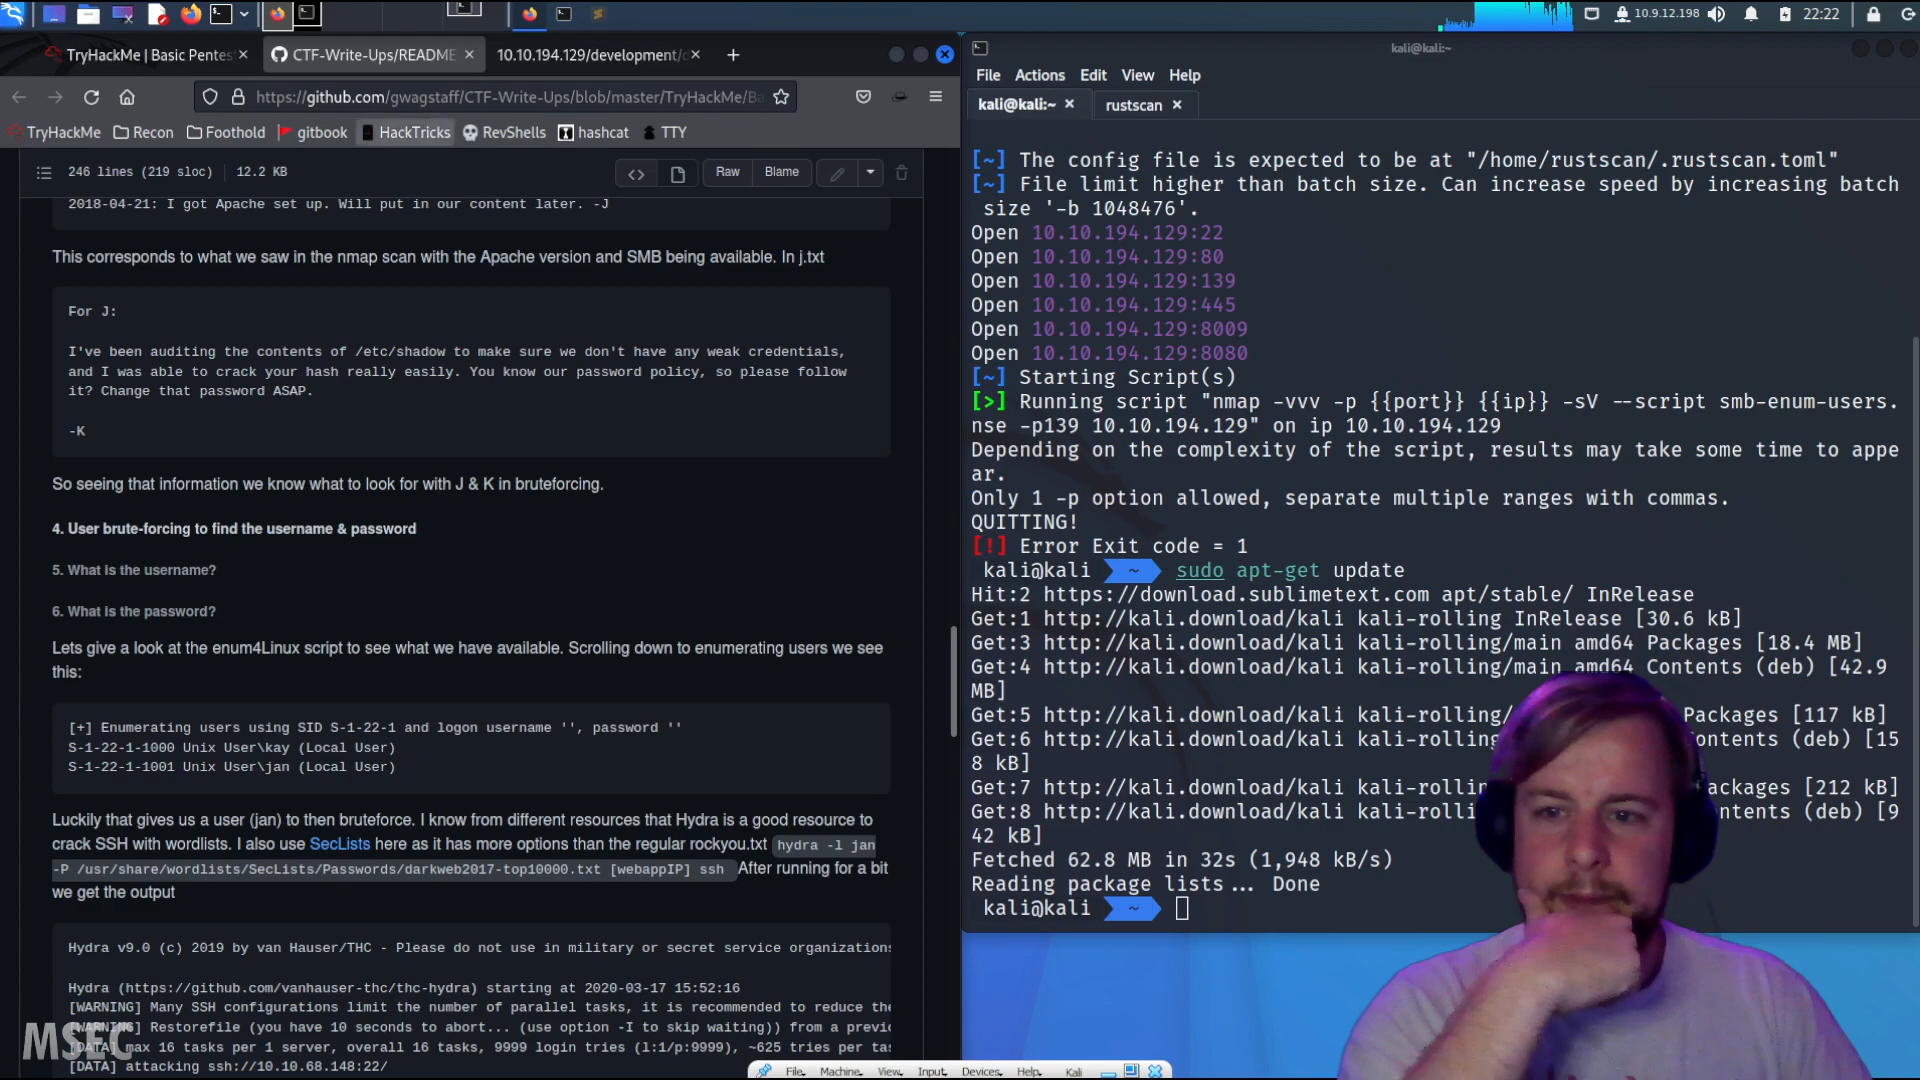 10.9.12.198
22:22
TryHackMe | Basic Pentes
CTF-Write-Ups/README
10.10.194.129/development/
https://github.com/gwagstaff/CTF-Write-Ups/blob/master/TryHackMe/Ba
TryHackMe
Recon
Foothold
gitbook
HackTricks
RevShells
hashcat
TTY
246 lines (219 sloc)
12.2 KB
Raw
Blame
2018-04-21: I got Apache set up. Will put in our content later. -J
This corresponds to what we saw in the nmap scan with the Apache version and SMB being available. In j.txt
For J:
I've been auditing the contents of /etc/shadow to make sure we don't have any weak credentials,
and I was able to crack your hash really easily. You know our password policy, so please follow
it? Change that password ASAP.
-K
So seeing that information we know what to look for with J & K in bruteforcing.
4. User brute-forcing to find the username & password
5. What is the username?
6. What is the password?
Lets give a look at the enum4Linux script to see what we have available. Scrolling down to enumerating users we see
this:
[+] Enumerating users using SID S-1-22-1 and logon username '', password ''
S-1-22-1-1000 Unix User\kay (Local User)
S-1-22-1-1001 Unix User\jan (Local User)
Luckily that gives us a user (jan) to then bruteforce. I know from different resources that Hydra is a good resource to
crack SSH with wordlists. I also use SecLists here as it has more options than the regular rockyou.txt hydra -l jan
-P /usr/share/wordlists/SecLists/Passwords/darkweb2017-top10000.txt [webappIP] ssh After running for a bit
we get the output
Hydra v9.0 (c) 2019 by van Hauser/THC - Please do not use in military or secret service organizations
Hydra (https://github.com/vanhauser-thc/thc-hydra) starting at 2020-03-17 15:52:16
[WARNING] Many SSH configurations limit the number of parallel tasks, it is recommended to reduce the
[WARNING] Restorefile (you have 10 seconds to abort... (use option -I to skip waiting)) from a previo
[DATA] max 16 tasks per 1 server, overall 16 tasks, 9999 login tries (l:1/p:9999), ~625 tries per tas
[DATA] attacking ssh://10.10.68.148:22/
MSEC
kali@kali:~
File
Actions
Edit
View
Help
kali@kali:~
rustscan
[~] The config file is expected to be at "/home/rustscan/.rustscan.toml"
[~] File limit higher than batch size. Can increase speed by increasing batch
size '-b 1048476'.
Open 10.10.194.129:22
Open 10.10.194.129:80
Open 10.10.194.129:139
Open 10.10.194.129:445
Open 10.10.194.129:8009
Open 10.10.194.129:8080
[~] Starting Script(s)
[>] Running script "nmap -vvv -p {{port}} {{ip}} -sV --script smb-enum-users.
nse -p139 10.10.194.129" on ip 10.10.194.129
Depending on the complexity of the script, results may take some time to appe
ar.
Only 1 -p option allowed, separate multiple ranges with commas.
QUITTING!
[!] Error Exit code = 1
kali@kali ~ sudo apt-get update
Hit:2 https://download.sublimetext.com apt/stable/ InRelease
Get:1 http://kali.download/kali kali-rolling InRelease [30.6 kB]
Get:3 http://kali.download/kali kali-rolling/main amd64 Packages [18.4 MB]
Get:4 http://kali.download/kali kali-rolling/main amd64 Contents (deb) [42.9
MB]
Get:5 http://kali.download/kali kali-rolling/ Packages [117 kB]
Get:6 http://kali.download/kali kali-rolling ontents (deb) [15
8 kB]
Get:7 http://kali.download/kali kali-rolling ackages [212 kB]
Get:8 http://kali.download/kali kali-rolli ntents (deb) [9
42 kB]
Fetched 62.8 MB in 32s (1,948 kB/s)
Reading package lists... Done
kali@kali ~
File
Machine
View
Input
Devices
Help
Kali